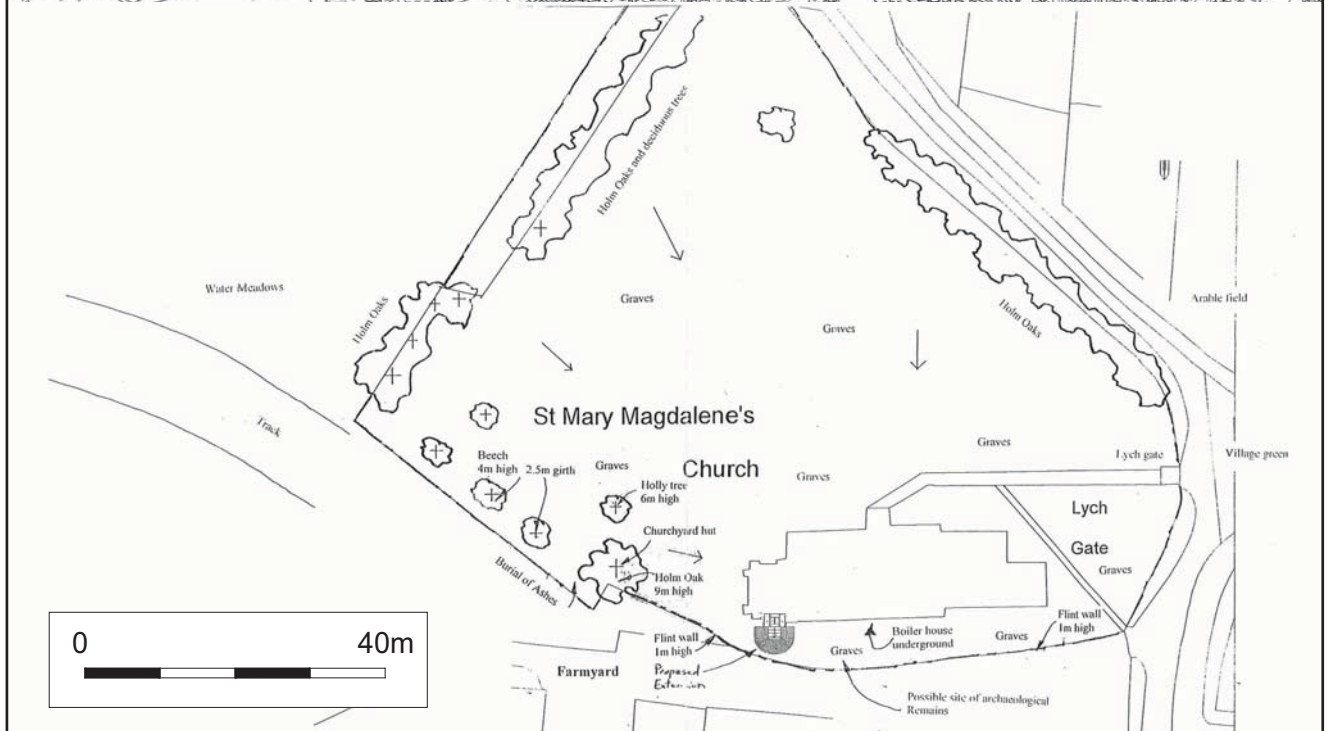 Holm Oaks and deciduous trees
Water Meadows
Holm Oaks
Graves
Graves
Holm Oaks
Arable field
Track
St Mary Magdalene's
Church
Beech
4m high
2.5m girth
Graves
Holly tree
6m high
Graves
Graves
Lych gate
Village green
Churchyard hut
Lych
Gate
Graves
Burial of Ashes
Holm Oak
9m high
0 40m
Flint wall
1m high
Farmyard
Proposed
Extension
Graves
Boiler house
underground
Graves
Flint wall
1m high
Possible site of archaeological
Remains